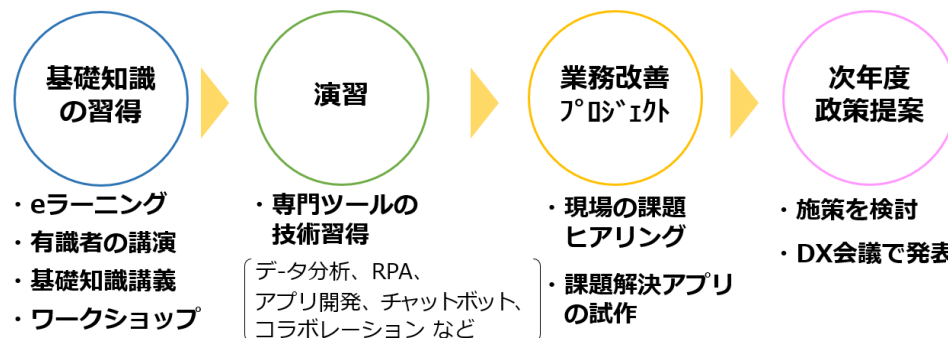 基礎知識
の習得
演習
業務改善
ﾌﾟﾛｼﾞｪｸﾄ
次年度
政策提案
・eラーニング
・有識者の講演
・基礎知識講義
・ワークショップ
・専門ツールの
技術習得
データ分析、RPA、
アプリ開発、チャットボット、
コラボレーション など
・現場の課題
ヒアリング
・課題解決アプリ
の試作
・施策を検討
・DX会議で発表